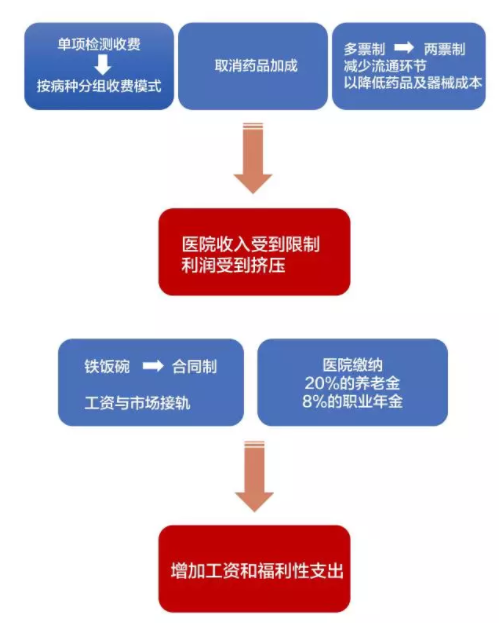 单项检测收费
按病种分组收费模式
取消药品加成
多票制 两票制
减少流通环节
以降低药品及器械成本
医院收入受到限制
利润受到挤压
铁饭碗 合同制
工资与市场接轨
医院缴纳
20%的养老金
8%的职业年金
增加工资和福利性支出